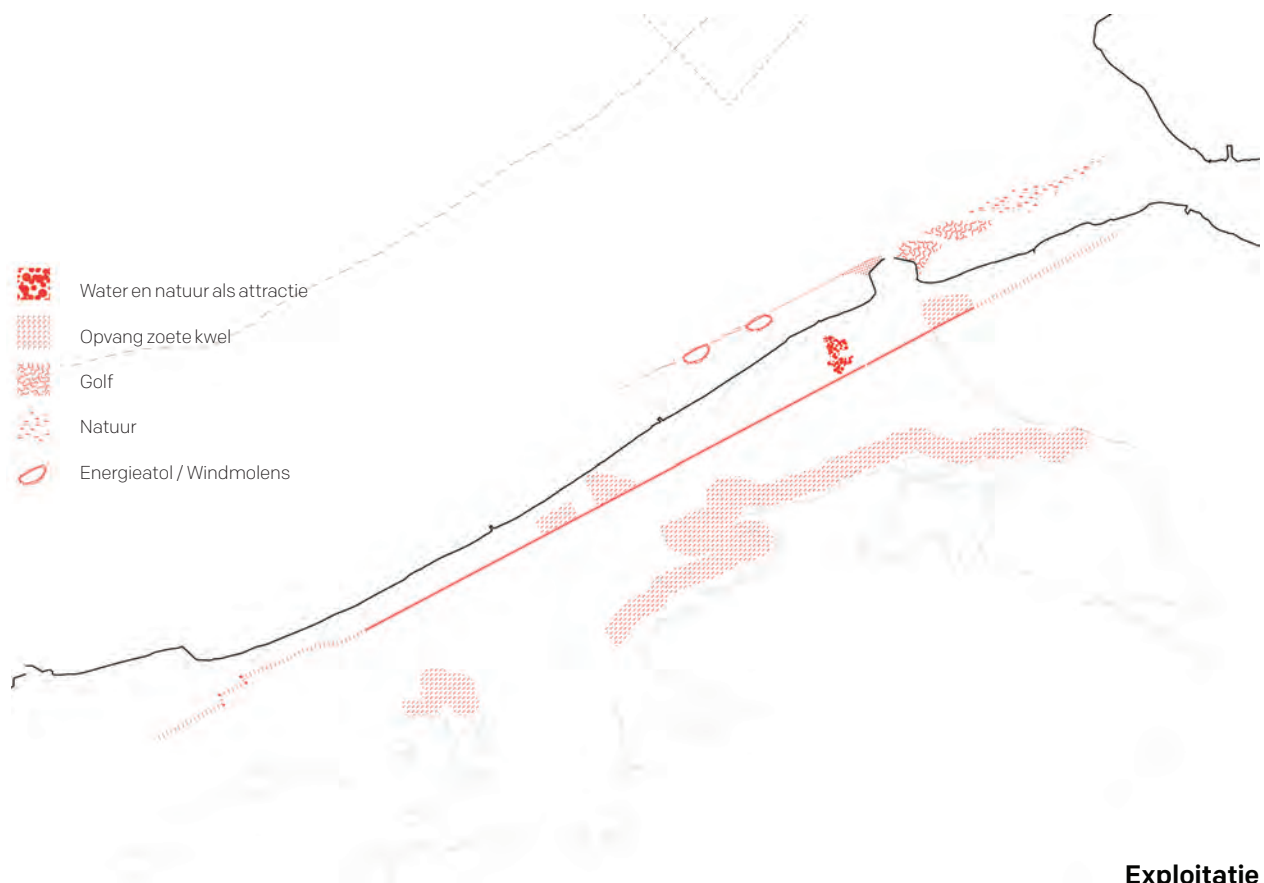 Water en natuur als attractie
Opvang zoete kwel
Golf
Natuur
Energieatol / Windmolens
Exploitatie